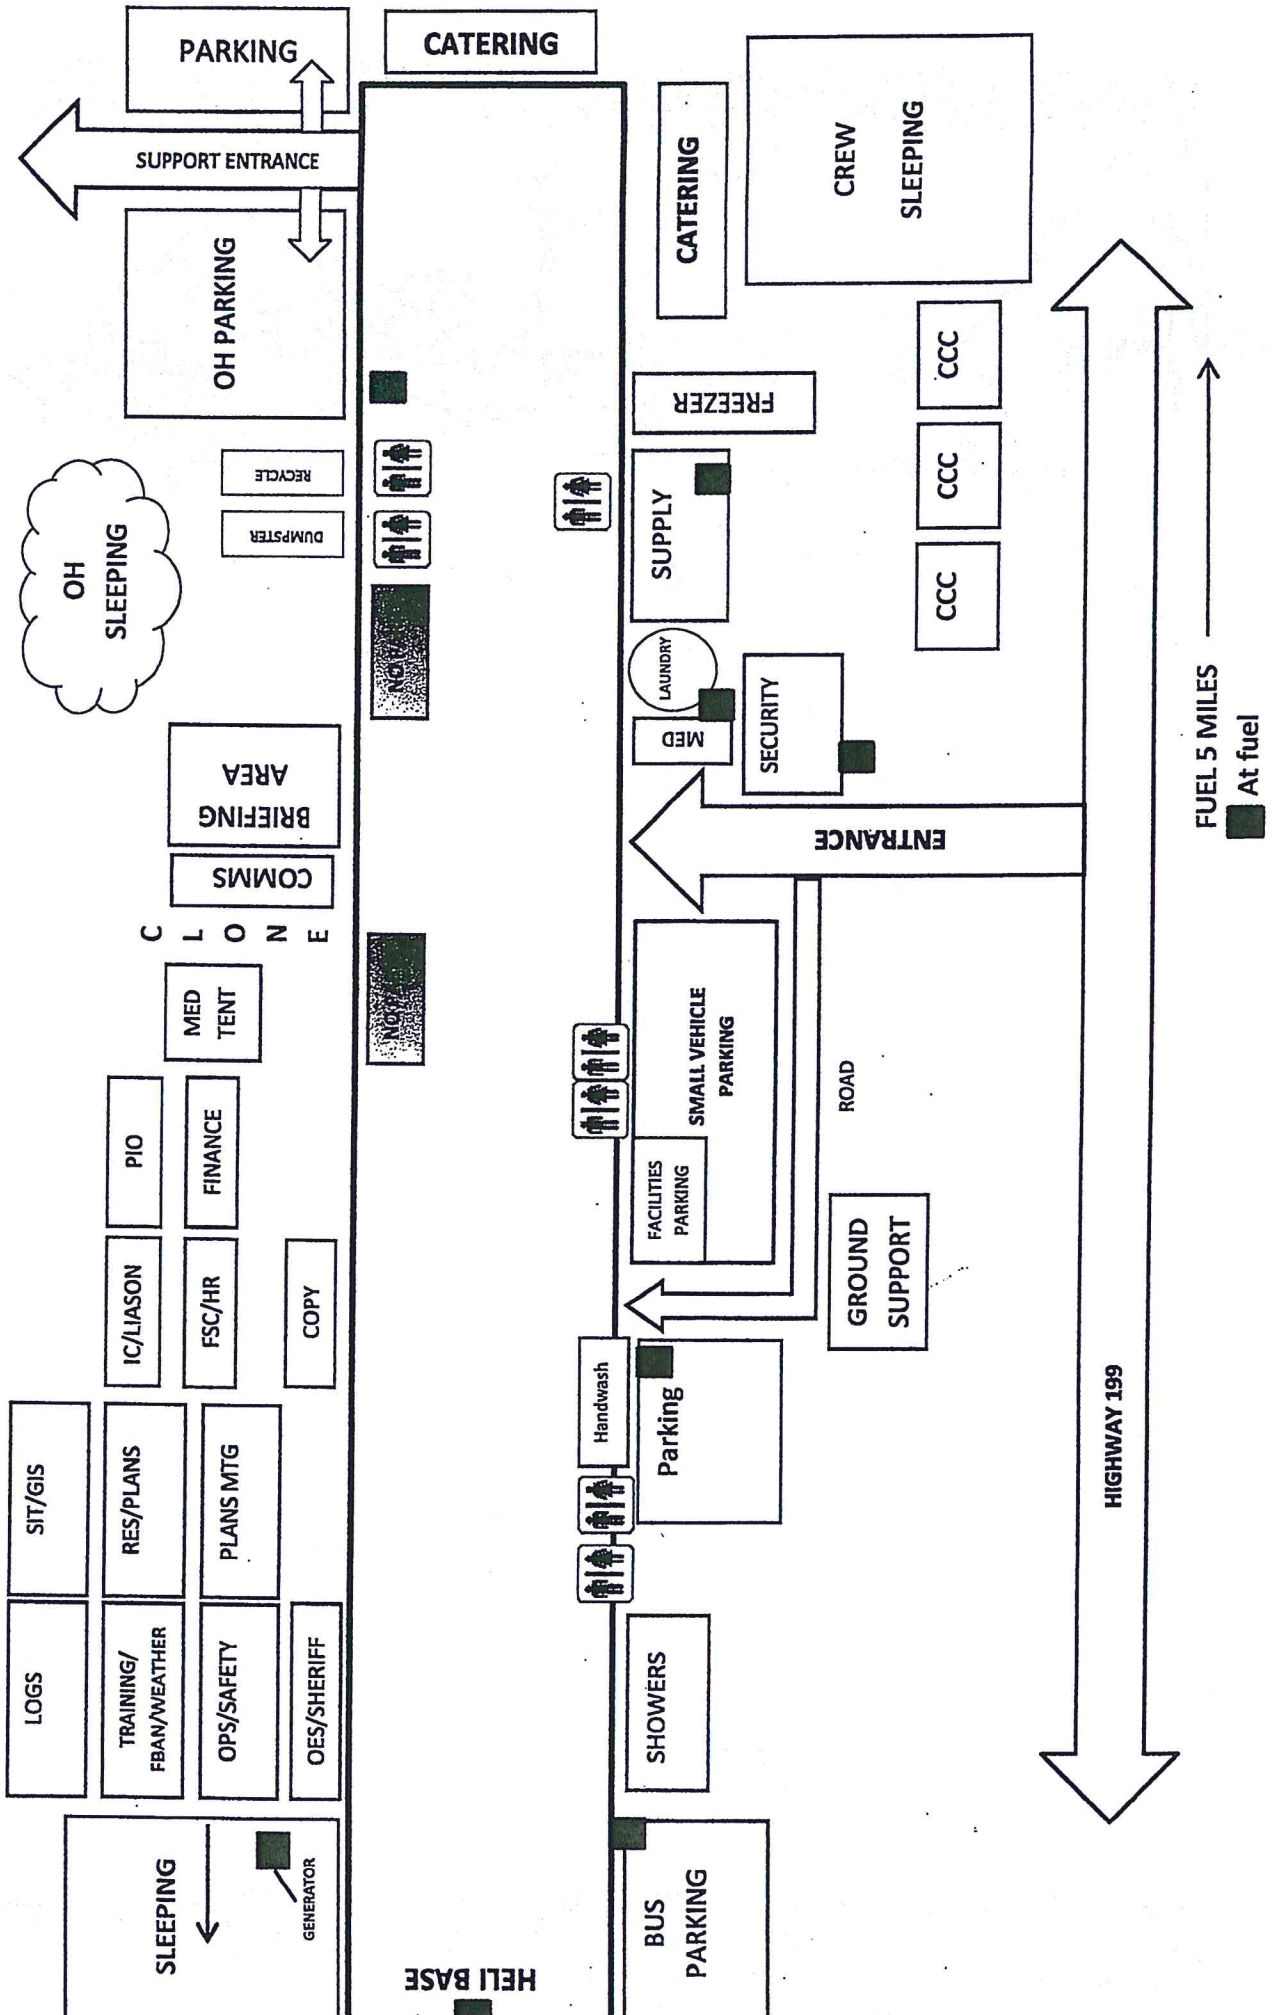 PARKING
CATERING
SUPPORT ENTRANCE
OH PARKING
CATERING
CREW
SLEEPING
RECYCLE
DUMPSTER
OH
SLEEPING
FREEZER
SUPPLY
CCC
CCC
CCC
LAUNDRY
MED
SECURITY
BRIEFING
AREA
COMMS
C
L
O
N
E
MED
TENT
ENTRANCE
FUEL 5 MILES
At fuel
PIO
FINANCE
SMALL VEHICLE
PARKING
FACILITIES
PARKING
ROAD
IC/LIASON
FSC/HR
COPY
GROUND
SUPPORT
Handwash
Parking
HIGHWAY 199
SIT/GIS
RES/PLANS
PLANS MTG
LOGS
TRAINING/
FBAN/WEATHER
OPS/SAFETY
OES/SHERIFF
SHOWERS
SLEEPING
GENERATOR
HELI BASE
BUS
PARKING